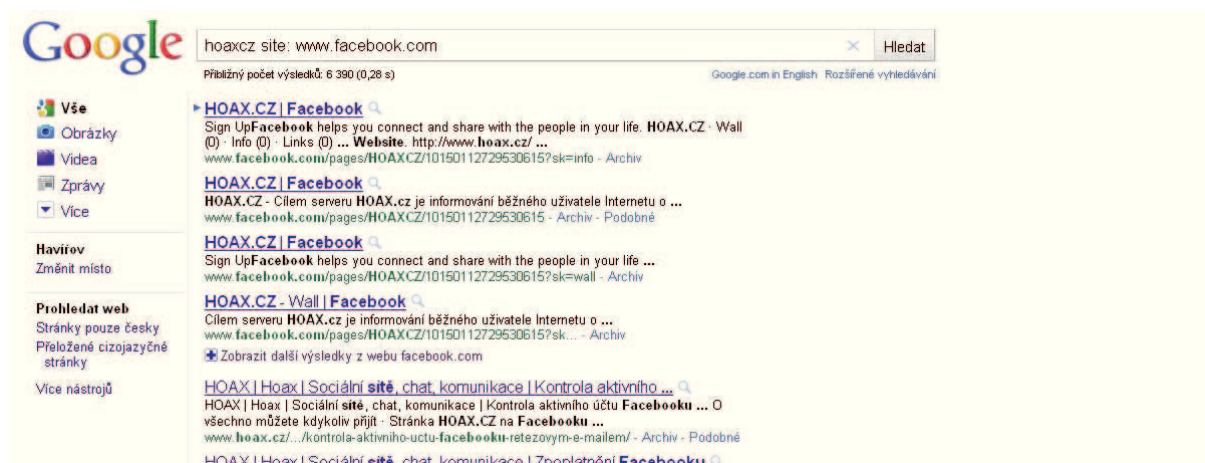 Google
hoaxcz site: www.facebook.com
×
Hledat
Přibližný počet výsledků: 6 390 (0,28 s)
Google.com in English Rozšířené vyhledávání
Vše
Obrázky
Videa
Zprávy
Více
Havířov
Změnit místo
Prohledat web
Stránky pouze česky
Přeložené cizojazyčné
stránky
Více nástrojů
HOAX.CZ | Facebook
Sign UpFacebook helps you connect and share with the people in your life. HOAX.CZ · Wall
(0) · Info (0) · Links (0) ... Website. http://www.hoax.cz/ ...
www.facebook.com/pages/HOAXCZ/10150112729530615?sk=info - Archiv
HOAX.CZ | Facebook
HOAX.CZ - Cílem serveru HOAX.cz je informování běžného uživatele Internetu o ...
www.facebook.com/pages/HOAXCZ/10150112729530615 - Archiv - Podobné
HOAX.CZ | Facebook
Sign UpFacebook helps you connect and share with the people in your life ...
www.facebook.com/pages/HOAXCZ/10150112729530615?sk=wall - Archiv
HOAX.CZ - Wall | Facebook
Cílem serveru HOAX.cz je informování běžného uživatele Internetu o ...
www.facebook.com/pages/HOAXCZ/10150112729530615?sk... - Archiv
Zobrazit další výsledky z webu facebook.com
HOAX | Hoax | Sociální sítě, chat, komunikace | Kontrola aktivního ...
HOAX | Hoax | Sociální sítě, chat, komunikace | Kontrola aktivního účtu Facebooku ... O
všechno můžete kdykoliv přijít · Stránka HOAX.CZ na Facebooku ...
www.hoax.cz/.../kontrola-aktivniho-uctu-facebooku-retezovym-e-mailem/ - Archiv - Podobné
HOAX | Hoax | Sociální sítě, chat, komunikace | Zpoplatnění Facebooku